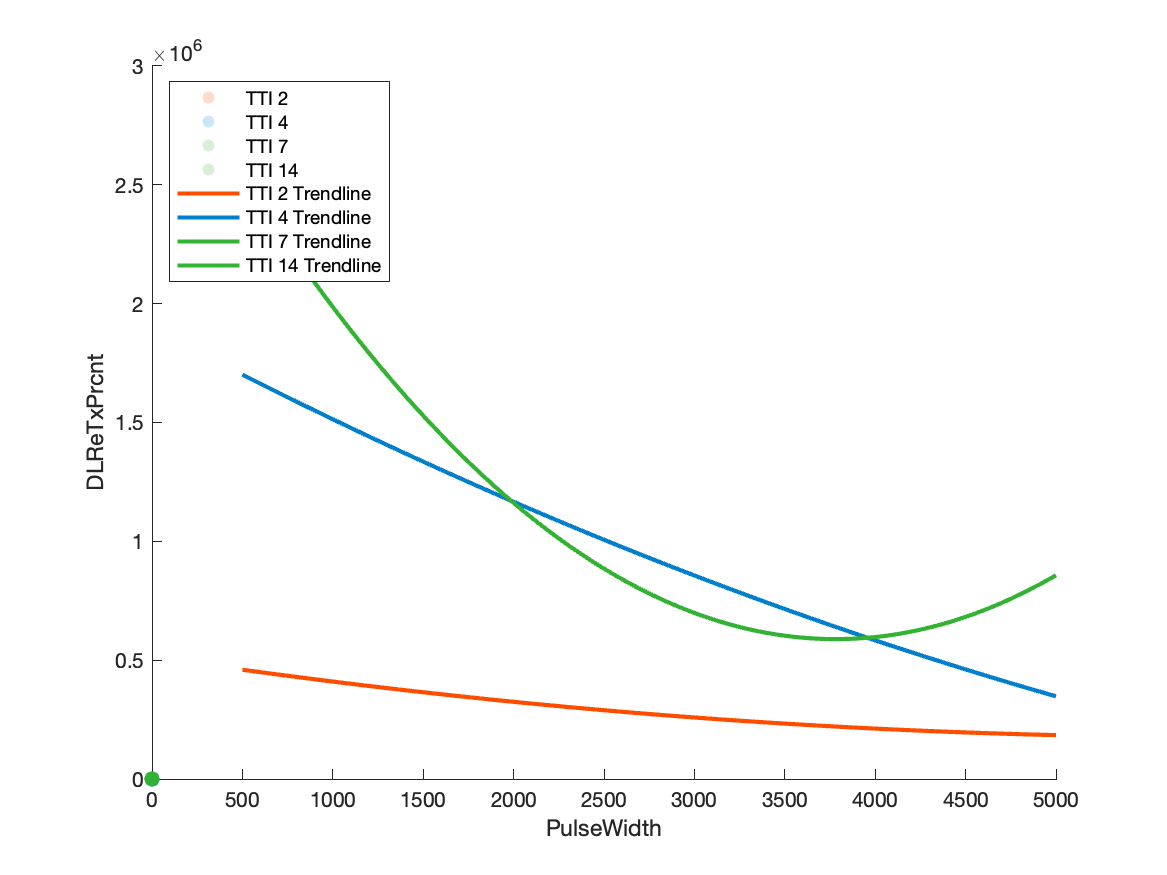 ×10⁶
3
2.5
2
1.5
1
0.5
0
TTI 2
TTI 4
TTI 7
TTI 14
TTI 2 Trendline
TTI 4 Trendline
TTI 7 Trendline
TTI 14 Trendline
DLReTxPrcnt
0 500 1000 1500 2000 2500 3000 3500 4000 4500 5000
PulseWidth